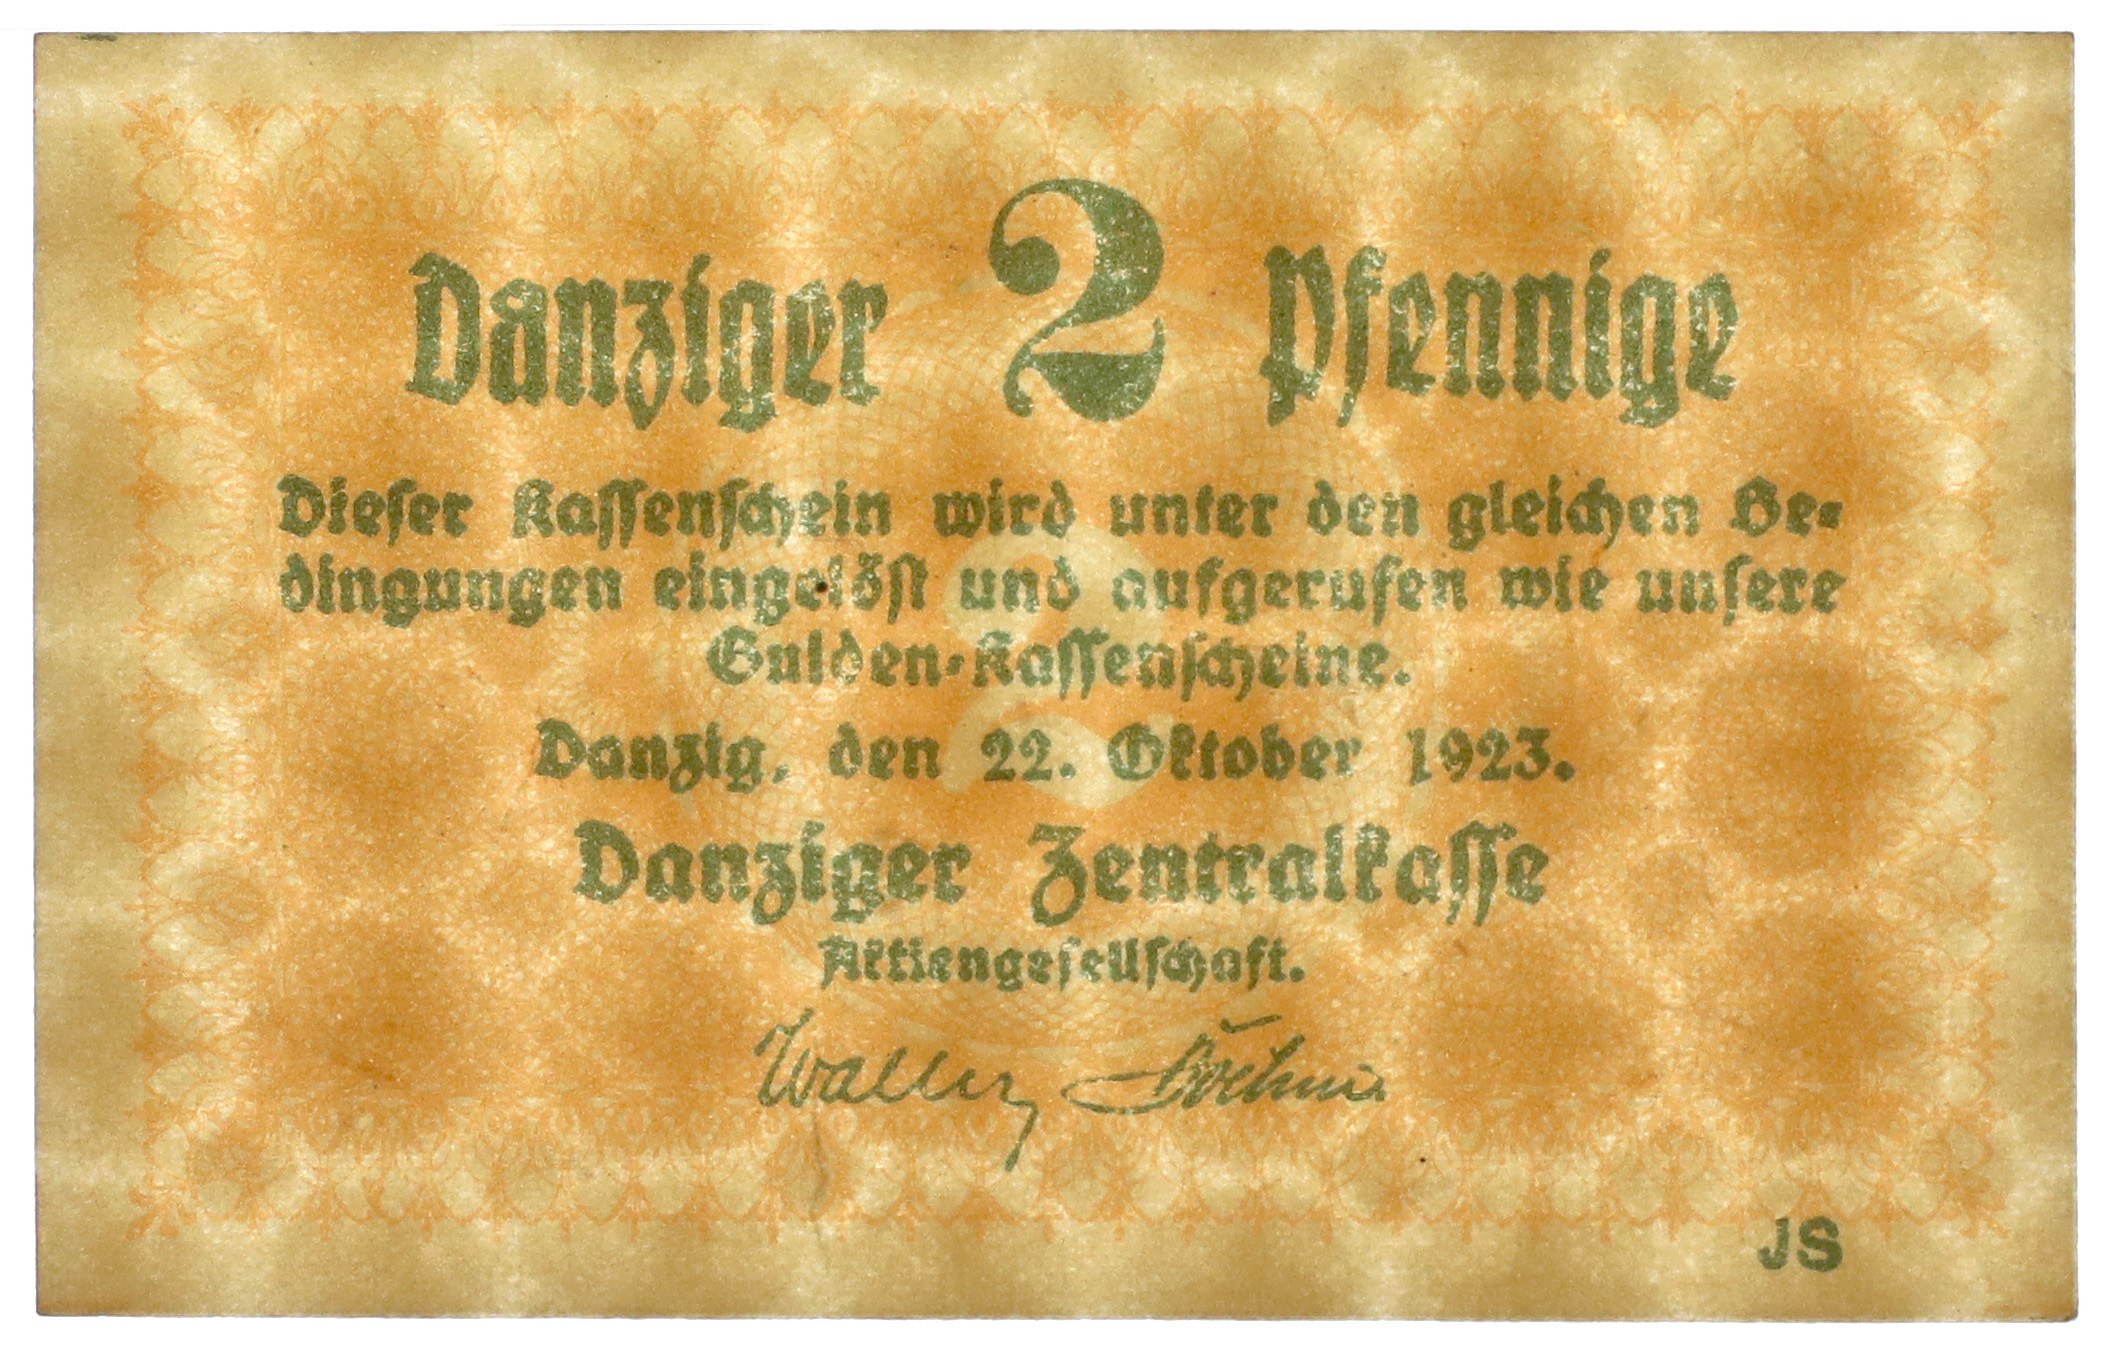 Danziger 2 Pfennige
Dieser Kassenschein wird unter den gleichen Be-
dingungen eingelöst und aufgerufen wie unsere
Gulden-Kassenscheine.
Danzig, den 22. Oktober 1923.
Danziger Zentralkasse
Aktiengesellschaft.
JS